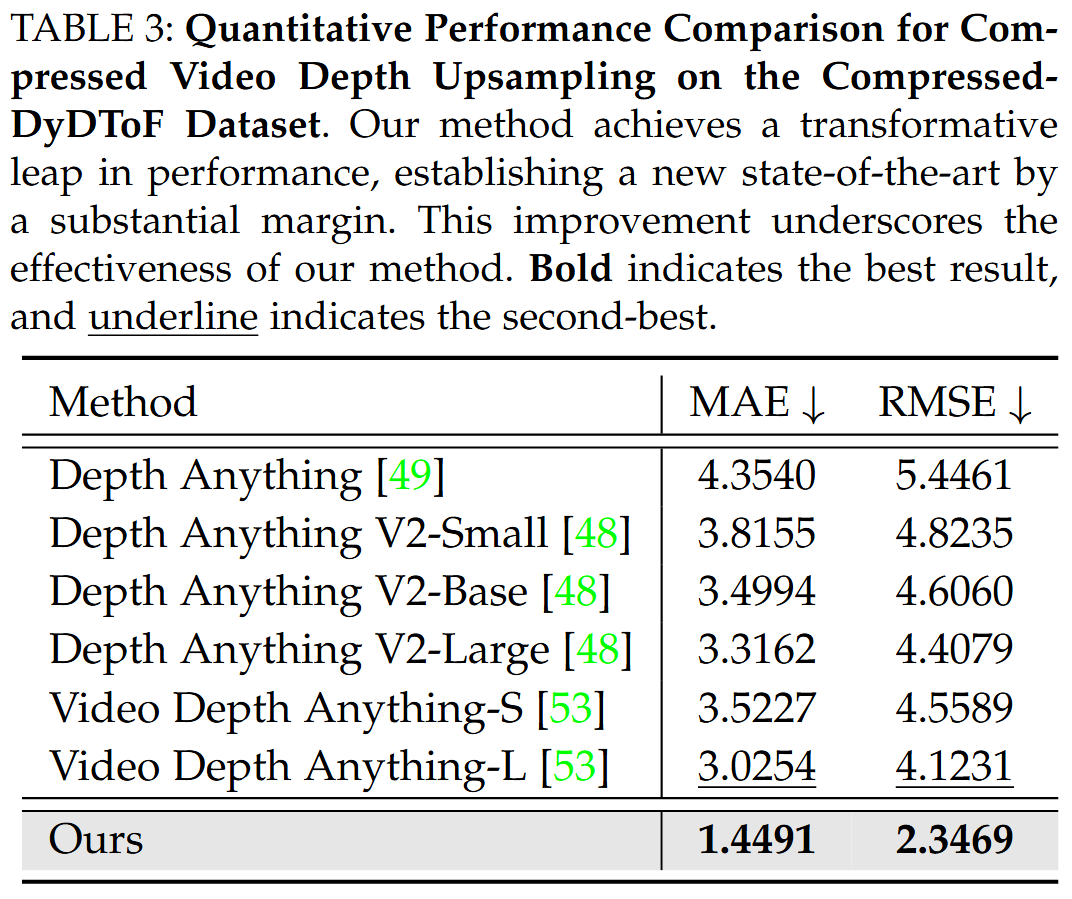 TABLE 3: Quantitative Performance Comparison for Com-
pressed Video Depth Upsampling on the Compressed-
DyDToF Dataset. Our method achieves a transformative
leap in performance, establishing a new state-of-the-art by
a substantial margin. This improvement underscores the
effectiveness of our method. Bold indicates the best result,
and underline indicates the second-best.
Method MAE ↓ RMSE ↓
Depth Anything [49] 4.3540 5.4461
Depth Anything V2-Small [48] 3.8155 4.8235
Depth Anything V2-Base [48] 3.4994 4.6060
Depth Anything V2-Large [48] 3.3162 4.4079
Video Depth Anything-S [53] 3.5227 4.5589
Video Depth Anything-L [53] 3.0254 4.1231
Ours 1.4491 2.3469